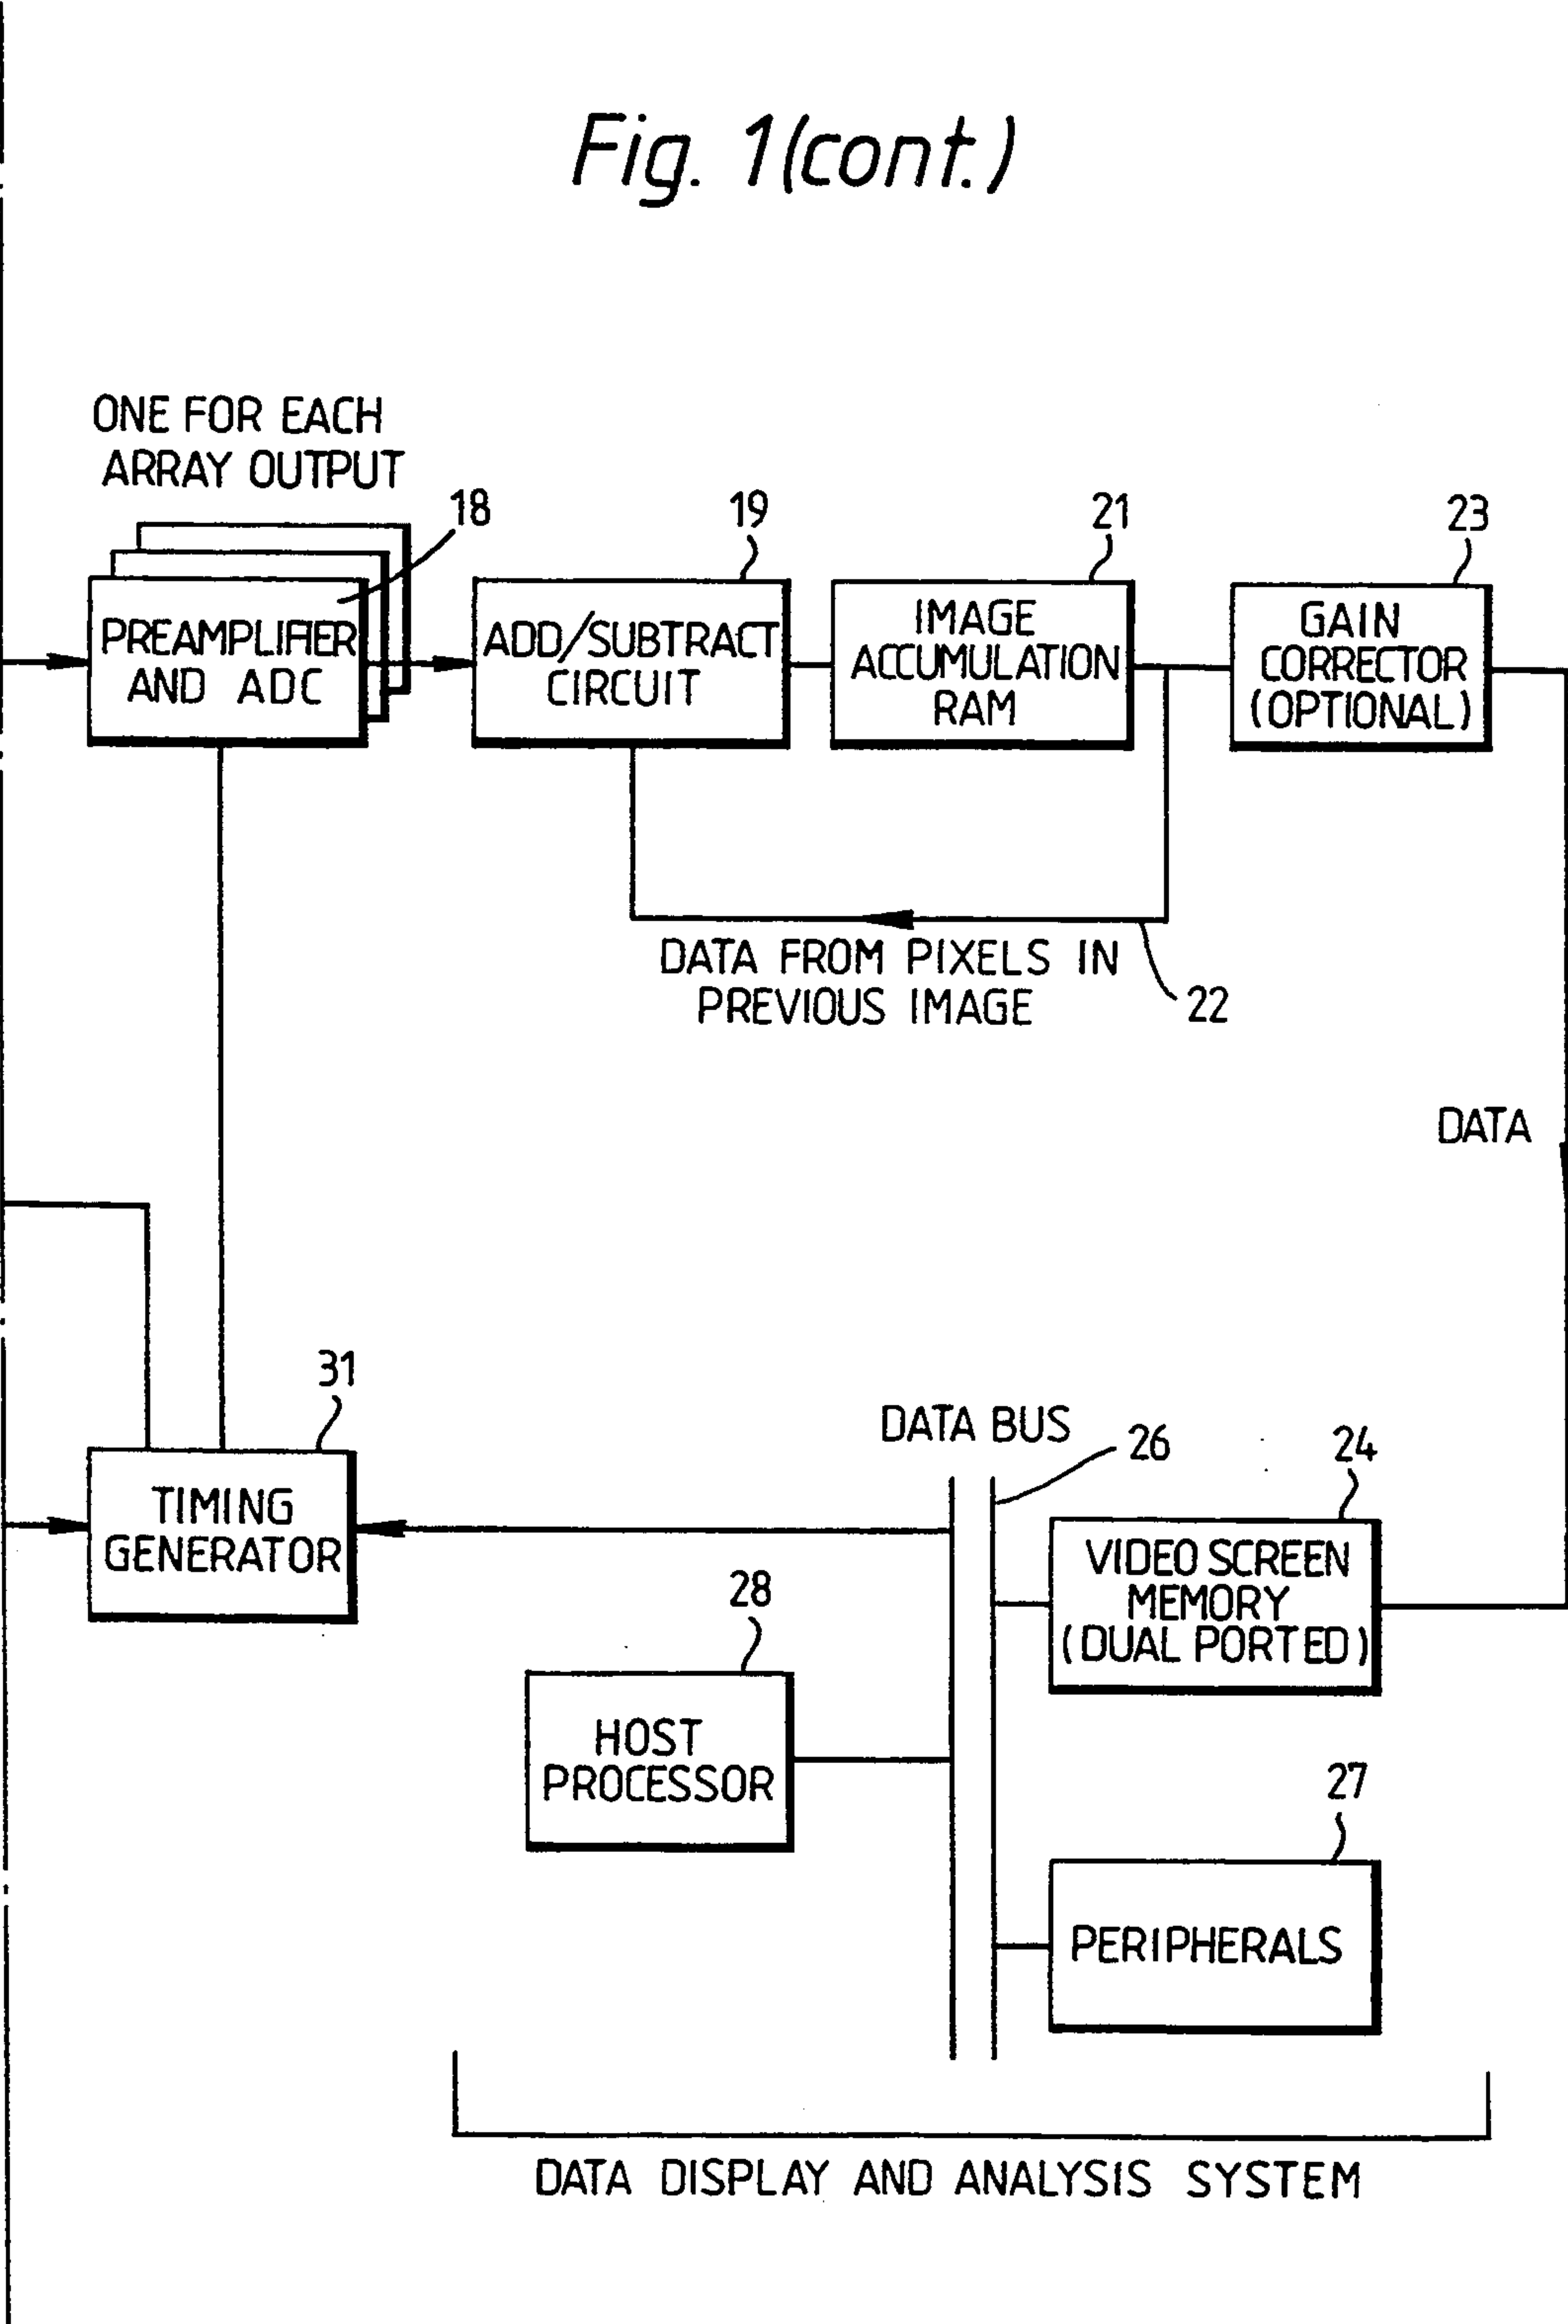 Fig. 1(cont.)
ONE FOR EACH
ARRAY OUTPUT
18
19
21
23
PREAMPLIFIER
AND ADC
ADD/SUBTRACT
CIRCUIT
IMAGE
ACCUMULATION
RAM
GAIN
CORRECTOR
(OPTIONAL)
DATA FROM PIXELS IN
PREVIOUS IMAGE
22
DATA
31
TIMING
GENERATOR
DATA BUS
26
24
VIDEO SCREEN
MEMORY
(DUAL PORTED)
28
HOST
PROCESSOR
27
PERIPHERALS
DATA DISPLAY AND ANALYSIS SYSTEM